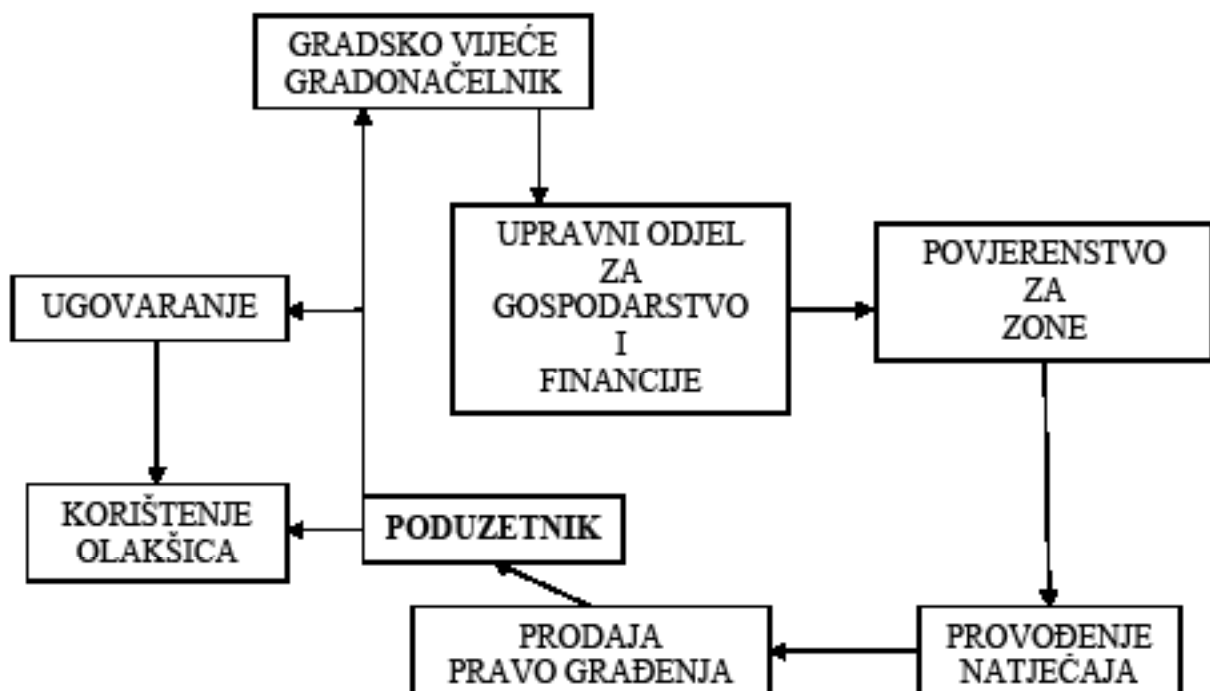 GRADSKO VIJEĆE
GRADONAČELNIK
UPRAVNI ODJEL
ZA
GOSPODARSTVO
I
FINANCIJE
POVJERENSTVO
ZA
ZONE
UGOVARANJE
KORIŠTENJE
OLAKŠICA
PODUZETNIK
PRODAJA
PRAVO GRAĐENJA
PROVOĐENJE
NATJEČAJA